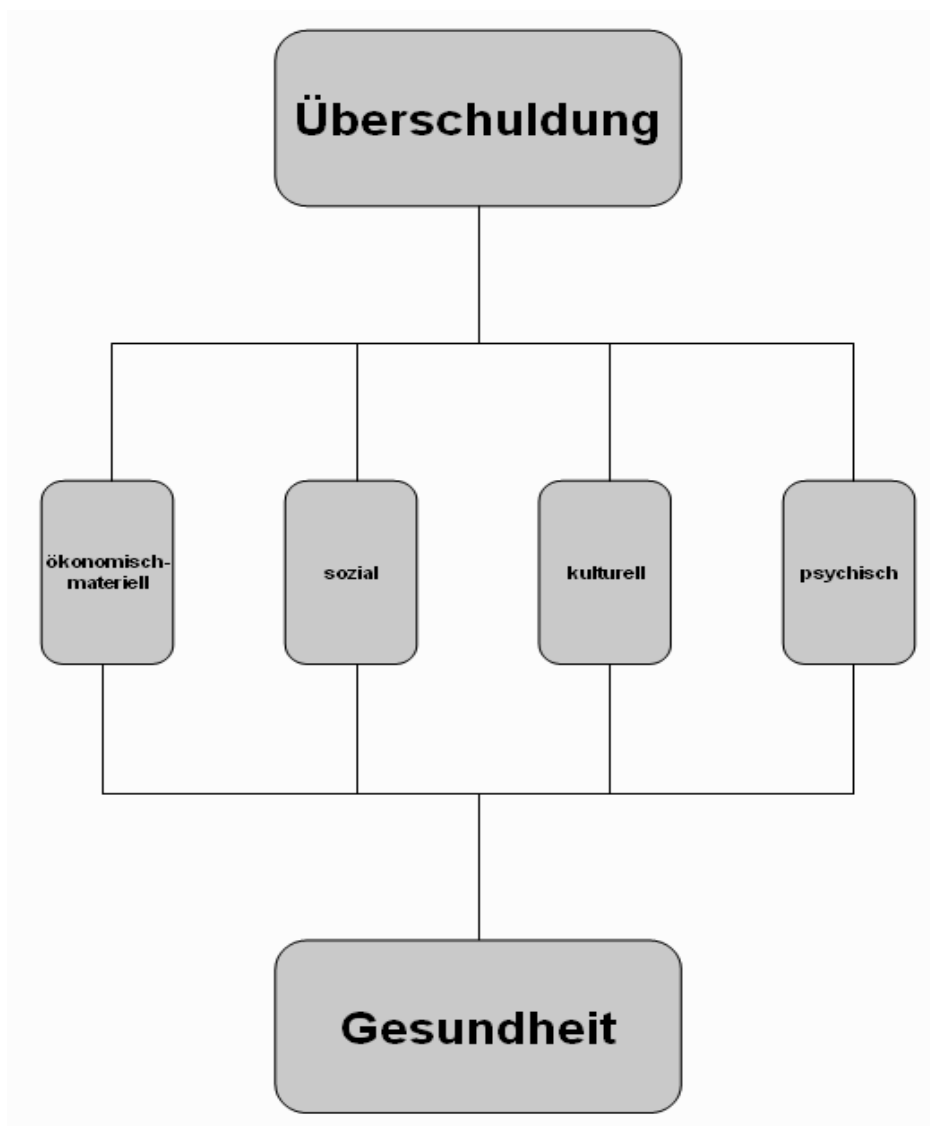 Überschuldung
ökonomisch-
materiell
sozial
kulturell
psychisch
Gesundheit